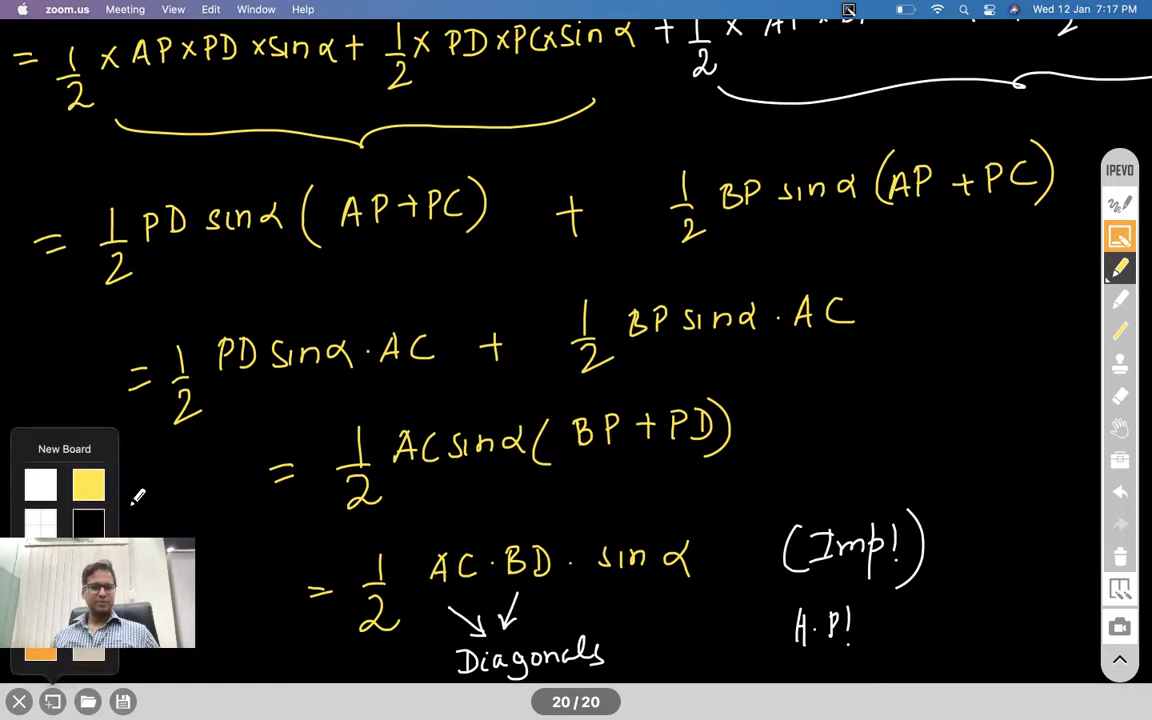 zoom.us Meeting View Edit Window Help Wed 12 Jan 7:17 PM
= 1/2 × AP × PD × sin α + 1/2 × PD × PC × sin α + 1/2 × AP ×
IPEVO
= 1/2 PD sin α (AP + PC) + 1/2 BP sin α (AP + PC)
= 1/2 PD sin α · AC + 1/2 BP sin α · AC
= 1/2 AC sin α (BP + PD)
New Board
= 1/2 AC · BD · sin α (Imp!)
A.P!
Diagonals
20/20